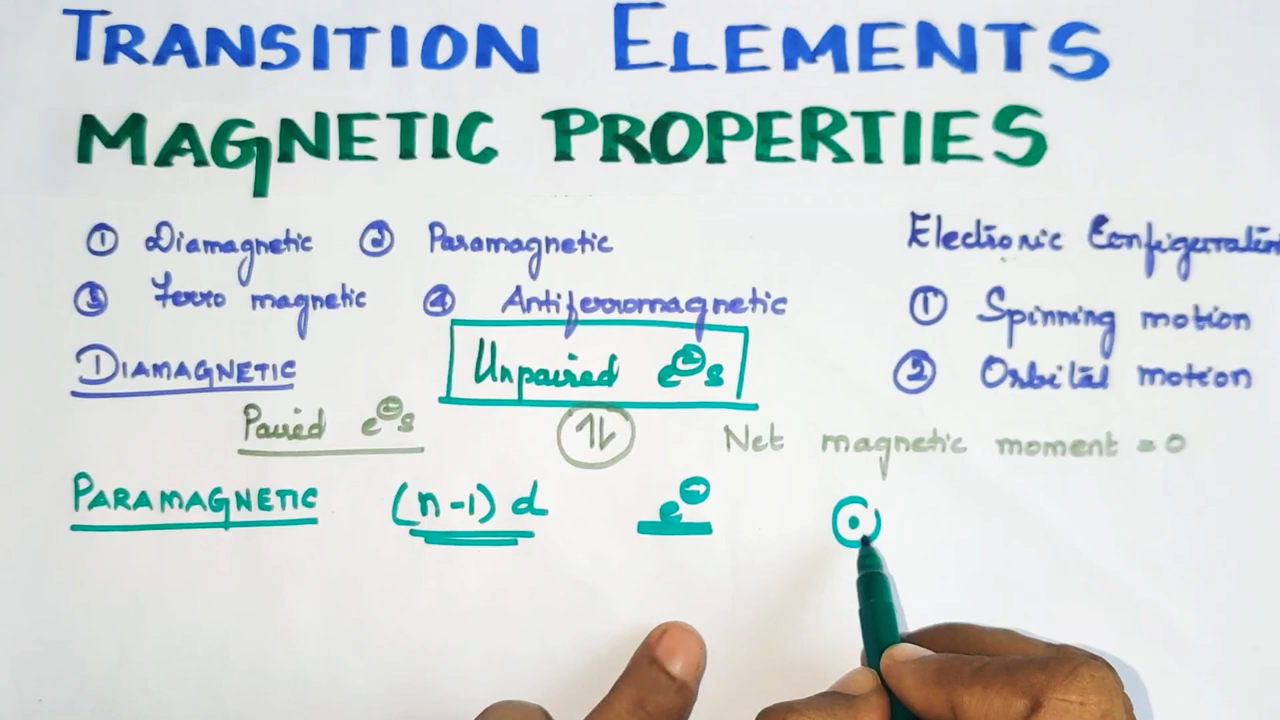 TRANSITION ELEMENTS
MAGNETIC PROPERTIES
① Diamagnetic ② Paramagnetic
③ Ferro magnetic ④ Antiferromagnetic
Electronic Configuration
① Spinning motion
② Orbital motion
DIAMAGNETIC
Unpaired e⊖s
Paired e⊖s
⥮ Net magnetic moment = 0
PARAMAGNETIC (n-1) d e⊖